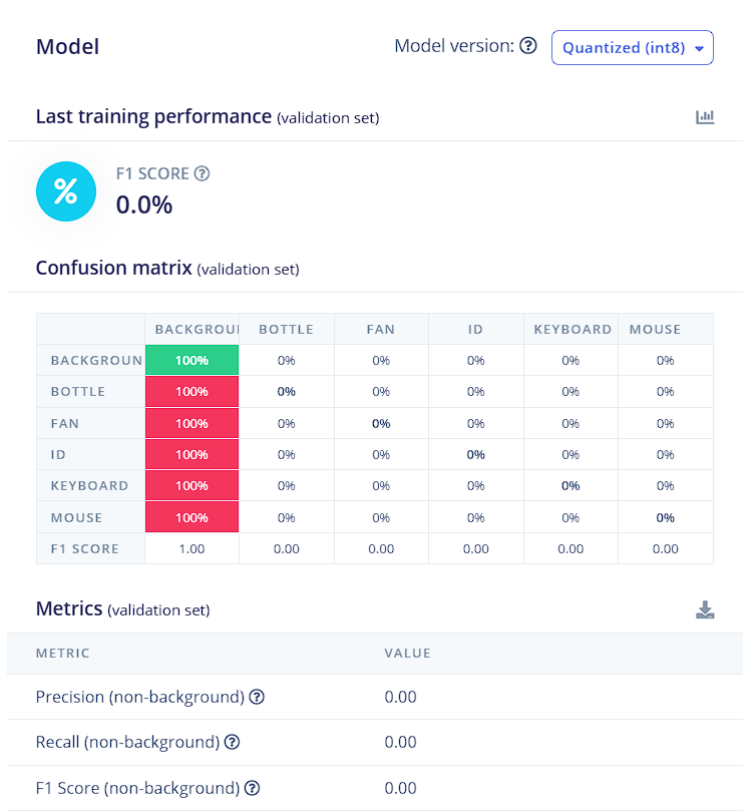 Model
Model version: Quantized (int8)
Last training performance (validation set)
F1 SCORE
%
0.0%
Confusion matrix (validation set)
BACKGROUI BOTTLE FAN ID KEYBOARD MOUSE
BACKGROUN 100% 0% 0% 0% 0% 0%
BOTTLE 100% 0% 0% 0% 0% 0%
FAN 100% 0% 0% 0% 0% 0%
ID 100% 0% 0% 0% 0% 0%
KEYBOARD 100% 0% 0% 0% 0% 0%
MOUSE 100% 0% 0% 0% 0% 0%
F1 SCORE 1.00 0.00 0.00 0.00 0.00 0.00
Metrics (validation set)
METRIC VALUE
Precision (non-background) 0.00
Recall (non-background) 0.00
F1 Score (non-background) 0.00